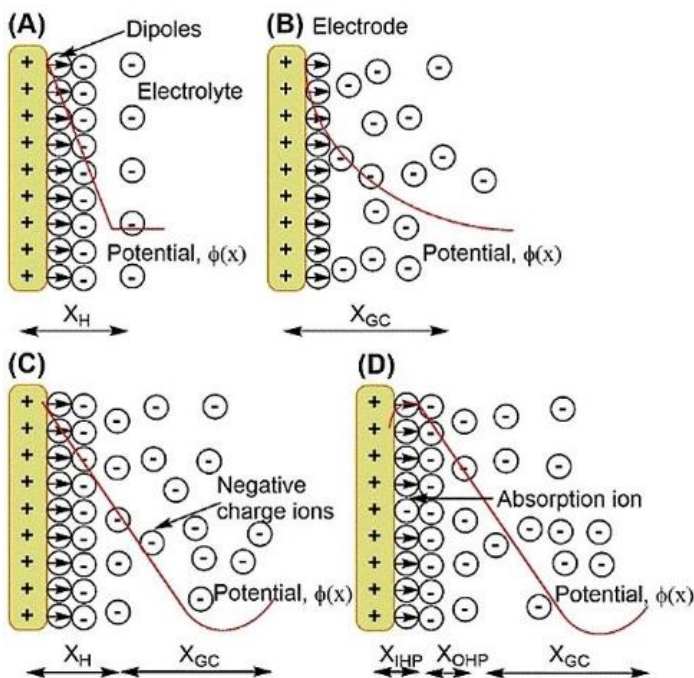 (A)
Dipoles
Electrolyte
Potential, ϕ(x)
X_H
(B)
Electrode
Potential, ϕ(x)
X_GC
(C)
Negative
charge ions
Potential, ϕ(x)
X_H
X_GC
(D)
Absorption ion
Potential, ϕ(x)
X_IHP
X_OHP
X_GC